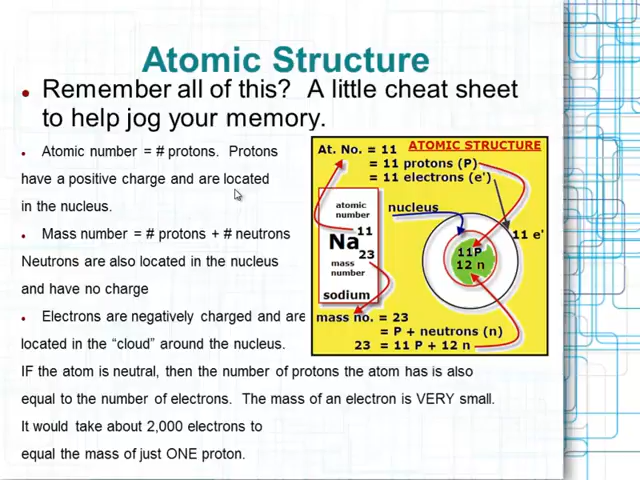 Atomic Structure
Remember all of this? A little cheat sheet
to help jog your memory.
Atomic number = # protons. Protons
have a positive charge and are located
in the nucleus.
Mass number = # protons + # neutrons
Neutrons are also located in the nucleus
and have no charge
Electrons are negatively charged and are
located in the “cloud” around the nucleus.
IF the atom is neutral, then the number of protons the atom has is also
equal to the number of electrons. The mass of an electron is VERY small.
It would take about 2,000 electrons to
equal the mass of just ONE proton.
At. No. = 11 ATOMIC STRUCTURE
= 11 protons (P)
= 11 electrons (e')
atomic
number
nucleus
11
Na
23
mass
number
sodium
11 e'
11P
12 n
mass no. = 23
= P + neutrons (n)
23 = 11 P + 12 n